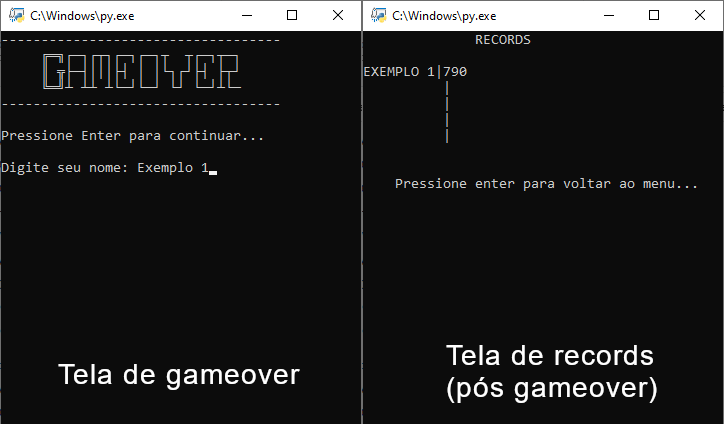 C:\Windows\py.exe
----------------------------------
GAMEOVER
----------------------------------
Pressione Enter para continuar...
Digite seu nome: Exemplo 1
Tela de gameover
C:\Windows\py.exe
RECORDS
EXEMPLO 1|790
|
|
|
|
Pressione enter para voltar ao menu...
Tela de records
(pós gameover)